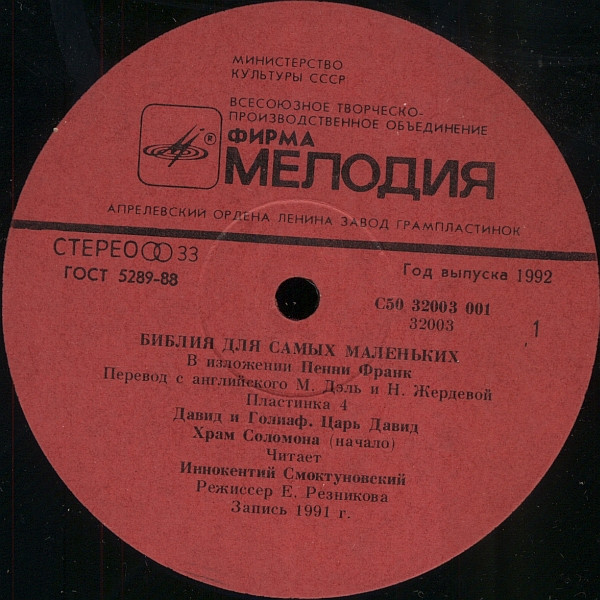 МИНИСТЕРСТВО
КУЛЬТУРЫ СССР
ВСЕСОЮЗНОЕ ТВОРЧЕСКО-
ПРОИЗВОДСТВЕННОЕ ОБЪЕДИНЕНИЕ
ФИРМА
®
МЕЛОДИЯ
АПРЕЛЕВСКИЙ ОРДЕНА ЛЕНИНА ЗАВОД ГРАМПЛАСТИНОК
СТЕРЕО 33
ГОСТ 5289-88
Год выпуска 1992
С50 32003 001
32003
1
БИБЛИЯ ДЛЯ САМЫХ МАЛЕНЬКИХ
В изложении Пенни Франк
Перевод с английского М. Дэль и Н. Жердевой
Пластинка 4
Давид и Голиаф. Царь Давид
Храм Соломона (начало)
Читает
Иннокентий Смоктуновский
Режиссер Е. Резникова
Запись 1991 г.